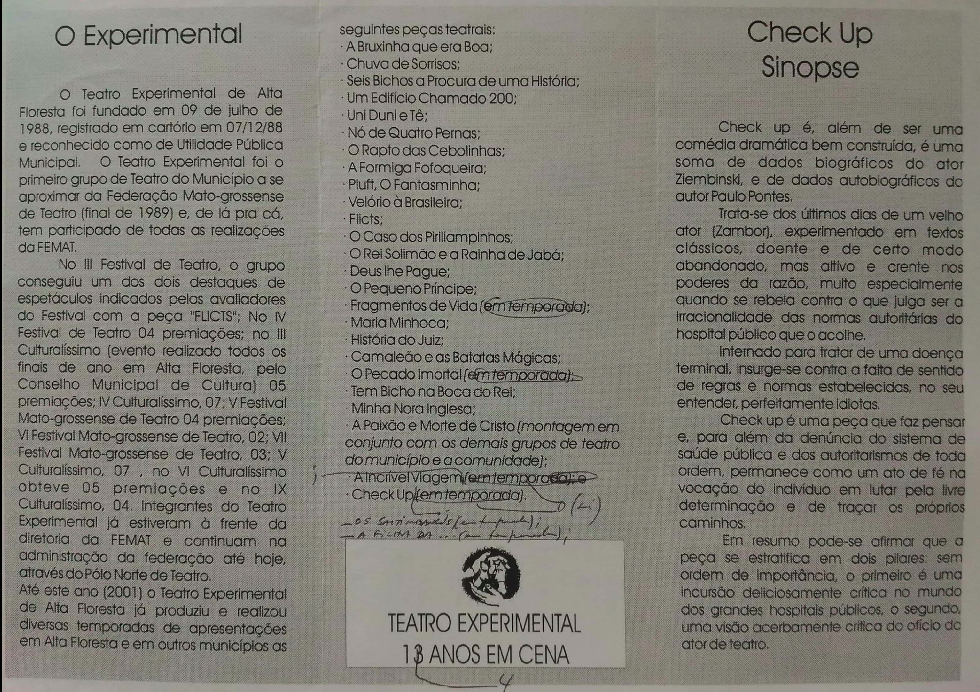 O Experimental
O Teatro Experimental de Alta
Floresta foi fundado em 09 de julho de
1988, registrado em cartório em 07/12/88
e reconhecido como de Utilidade Pública
Municipal. O Teatro Experimental foi o
primeiro grupo de Teatro do Município a se
aproximar da Federação Mato-grossense
de Teatro (final de 1989) e, de lá pra cá,
tem participado de todas as realizações
da FEMAT.
No III Festival de Teatro, o grupo
conseguiu um dos dois destaques de
espetáculos indicados pelos avaliadores
do Festival com a peça "FLICTS"; No IV
Festival de Teatro 04 premiações; no III
Culturalíssimo (evento realizado todos os
finais de ano em Alta Floresta, pelo
Conselho Municipal de Cultura) 05
premiações; IV Culturalíssimo, 07; V Festival
Mato-grossense de Teatro 04 premiações;
VI Festival Mato-grossense de Teatro, 02; VII
Festival Mato-grossense de Teatro, 03; V
Culturalíssimo, 07 , no VI Culturalíssimo
obteve 05 premiações e no IX
Culturalíssimo, 04. Integrantes do Teatro
Experimental já estiveram à frente da
diretoria da FEMAT e continuam na
administração da federação até hoje,
através do Pólo Norte de Teatro.
Até este ano (2001) o Teatro Experimental
de Alta Floresta já produziu e realizou
diversas temporadas de apresentações
em Alta Floresta e em outros municípios as
seguintes peças teatrais:
· A Bruxinha que era Boa;
· Chuva de Sorrisos;
· Seis Bichos a Procura de uma História;
· Um Edifício Chamado 200;
· Uni Duni e Tê;
· Nó de Quatro Pernas;
· O Rapto das Cebolinhas;
· A Formiga Fofoqueira;
· Pluft, O Fantasminha;
· Velório à Brasileira;
· Flicts;
· O Caso dos Pirilampinhos;
· O Rei Solimão e a Rainha de Jabá;
· Deus lhe Pague;
· O Pequeno Príncipe;
· Fragmentos de Vida (em temporada);
· Maria Minhoca;
· História do Juiz;
· Camaleão e as Batatas Mágicas;
· O Pecado Imortal (em temporada);
· Tem Bicho na Boca do Rei;
· Minha Nora Inglesa;
· A Paixão e Morte de Cristo (montagem em
conjunto com os demais grupos de teatro
do município e a comunidade);
· A Incrível Viagem (em temporada); e
· Check Up (em temporada).
TEATRO EXPERIMENTAL
13 ANOS EM CENA
4
Check Up
Sinopse
Check up é, além de ser uma
comédia dramática bem construída, é uma
soma de dados biográficos do ator
Ziembinski, e de dados autobiográficos do
autor Paulo Pontes.
Trata-se dos últimos dias de um velho
ator (Zambor), experimentado em textos
clássicos, doente e de certo modo
abandonado, mas altivo e crente nos
poderes da razão, muito especialmente
quando se rebela contra o que julga ser a
irracionalidade das normas autoritárias do
hospital público que o acolhe.
Internado para tratar de uma doença
terminal, insurge-se contra a falta de sentido
de regras e normas estabelecidas, no seu
entender, perfeitamente idiotas.
Check up é uma peça que faz pensar
e, para além da denúncia do sistema de
saúde pública e dos autoritarismos de toda
ordem, permanece como um ato de fé na
vocação do indivíduo em lutar pela livre
determinação e de traçar os próprios
caminhos.
Em resumo pode-se afirmar que a
peça se estratifica em dois pilares: sem
ordem de importância, o primeiro é uma
incursão deliciosamente crítica no mundo
dos grandes hospitais públicos, o segundo,
uma visão acerbamente crítica do ofício do
ator de teatro.